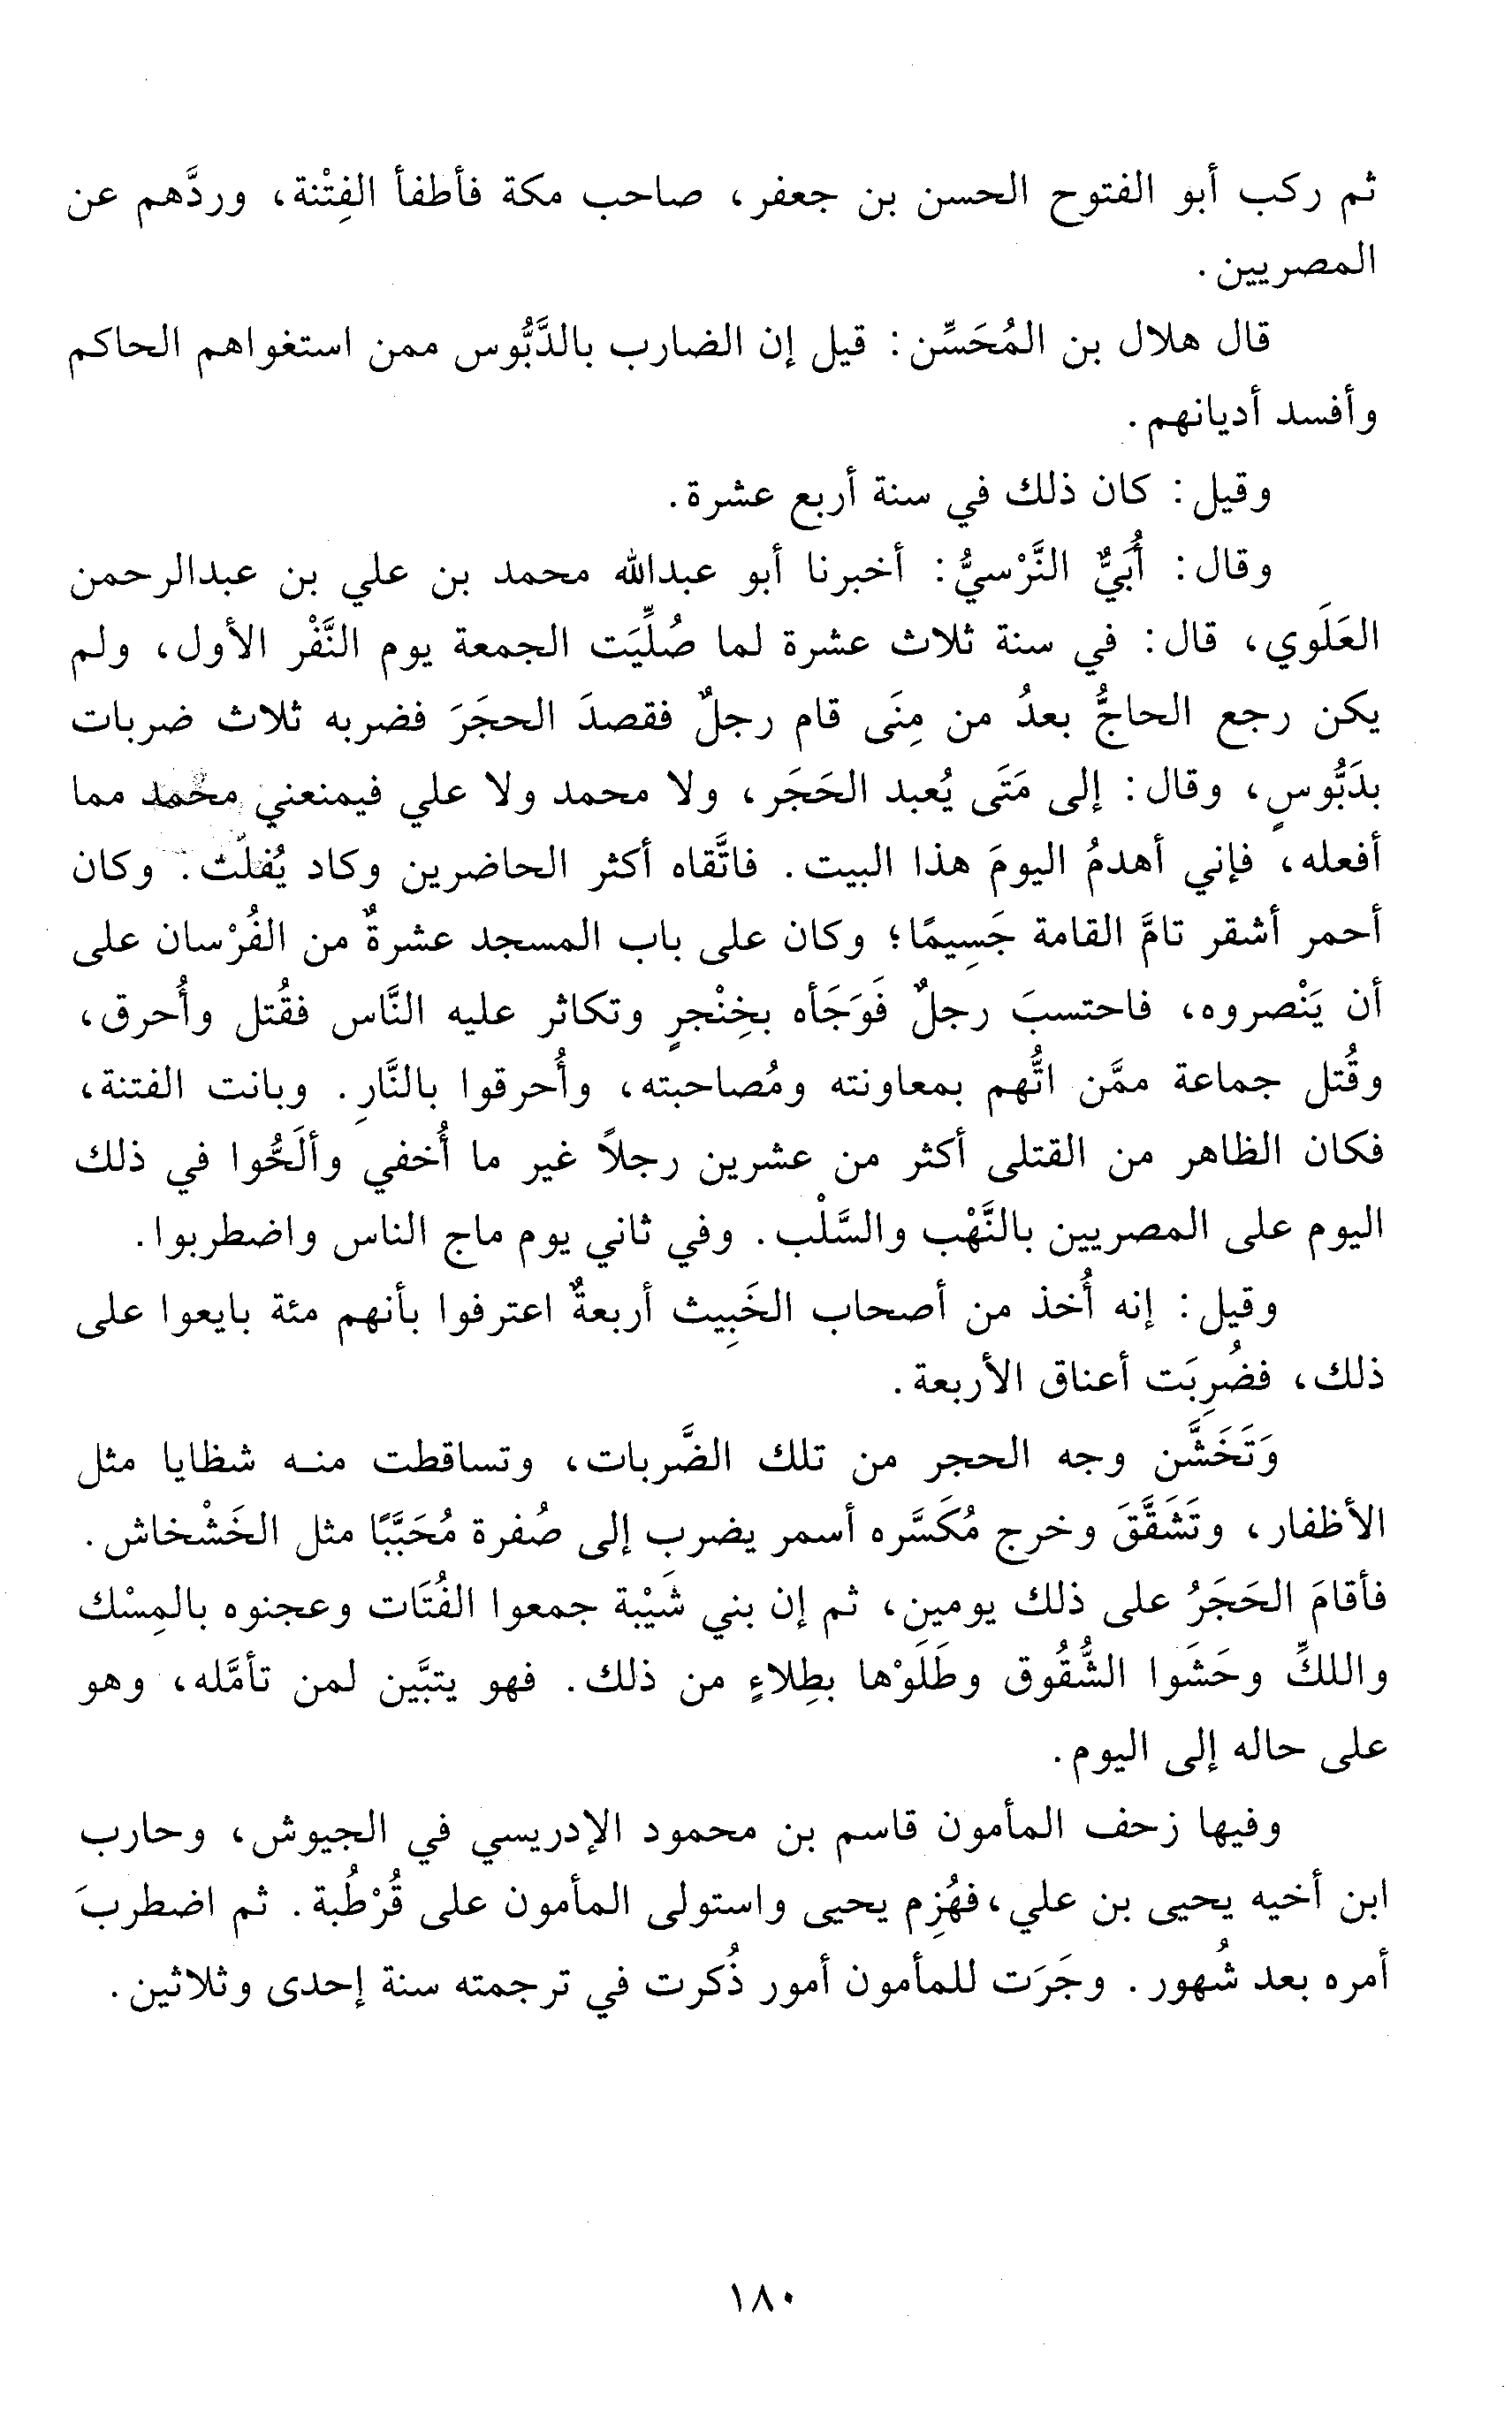 ثم ركب أبو الفتوح الحسن بن جعفر، صاحب مكة فأطفأ الفِتْنة، وردَّهم عن
المصريين.
قال هلال بن المُحَسِّن: قيل إن الضارب بالدَّبُّوس ممن استغواهم الحاكم
وأفسد أديانهم.
وقيل: كان ذلك في سنة أربع عشرة.
وقال: أُبَيٌّ النَّرْسيُّ: أخبرنا أبو عبدالله محمد بن علي بن عبدالرحمن
العَلَوي، قال: في سنة ثلاث عشرة لما صُلِّيَت الجمعة يوم النَّفْر الأول، ولم
يكن رجع الحاجُّ بعدُ من مِنَى قام رجلٌ فقصدَ الحجَرَ فضربه ثلاث ضربات
بدَبُّوسٍ، وقال: إلى مَتَى يُعبد الحَجَر، ولا محمد ولا علي فيمنعني محمد مما
أفعله، فإني أهدمُ اليومَ هذا البيت. فاتَّقاه أكثر الحاضرين وكاد يُفلت. وكان
أحمر أشقر تامَّ القامة جَسِيمًا؛ وكان على باب المسجد عشرةٌ من الفُرْسان على
أن يَنْصروه، فاحتسبَ رجلٌ فَوَجَأه بخِنْجرٍ وتكاثر عليه النَّاس فقُتل وأُحرق،
وقُتل جماعة ممَّن اتُّهم بمعاونته ومُصاحبته، وأُحرقوا بالنَّارِ. وبانت الفتنة،
فكان الظاهر من القتلى أكثر من عشرين رجلاً غير ما أُخفي وألَحُّوا في ذلك
اليوم على المصريين بالنَّهْب والسَّلْب. وفي ثاني يوم ماج الناس واضطربوا.
وقيل: إنه أُخذ من أصحاب الخَبِيث أربعةٌ اعترفوا بأنهم مئة بايعوا على
ذلك، فضُرِبَت أعناق الأربعة.
وَتَخَشَّن وجه الحجر من تلك الضَّربات، وتساقطت منه شظايا مثل
الأظفار، وتَشَقَّقَ وخرج مُكَسَّره أسمر يضرب إلى صُفرة مُحَبَّبًا مثل الخَشْخاش.
فأقامَ الحَجَرُ على ذلك يومين، ثم إن بني شَيْبة جمعوا الفُتَات وعجنوه بالمِسْك
واللكِّ وحَشَوا الشُّقُوق وطَلَوْها بطِلاءٍ من ذلك. فهو يتبَّين لمن تأمَّله، وهو
على حاله إلى اليوم.
وفيها زحف المأمون قاسم بن محمود الإدريسي في الجيوش، وحارب
ابن أخيه يحيى بن علي، فهُزِم يحيى واستولى المأمون على قُرْطُبة. ثم اضطربَ
أمره بعد شُهور. وجَرَت للمأمون أمور ذُكرت في ترجمته سنة إحدى وثلاثين.
١٨٠